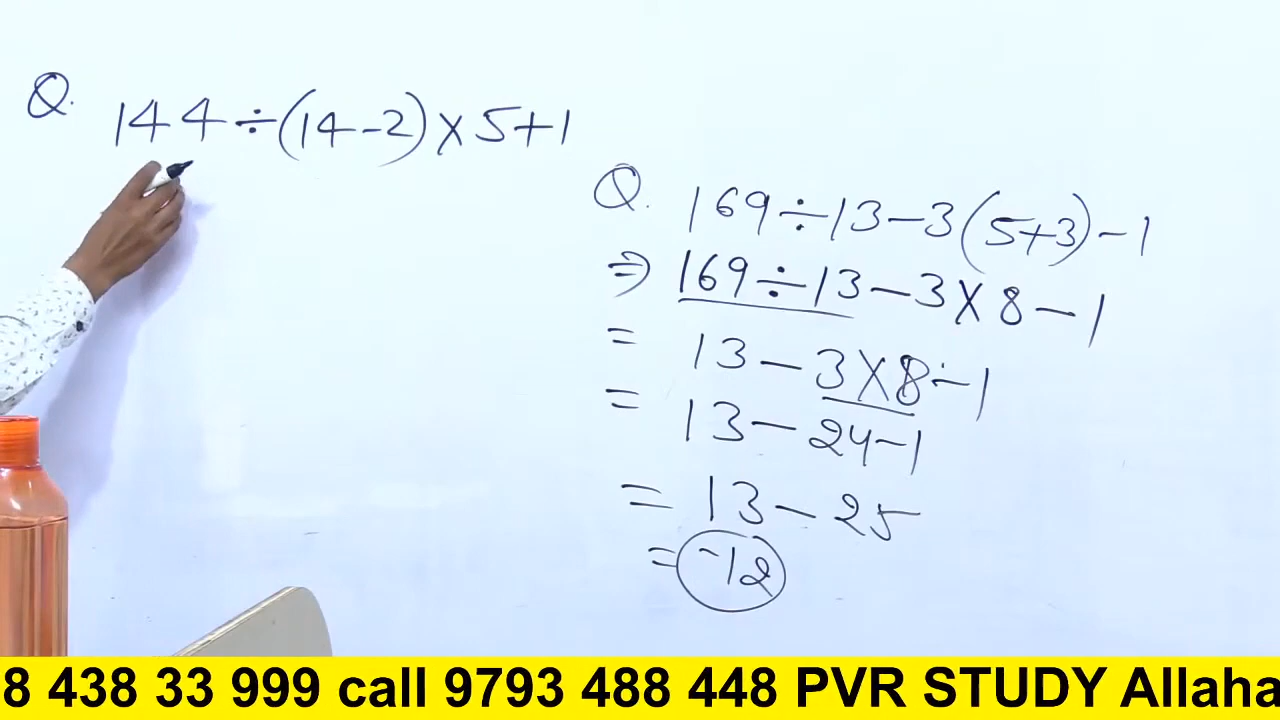 Q. 144÷(14-2)×5+1
Q. 169÷13-3(5+3)-1
⇒ 169÷13-3×8-1
= 13-3×8-1
= 13-24-1
= 13-25
= -12
8 438 33 999 call 9793 488 448 PVR STUDY Allaha